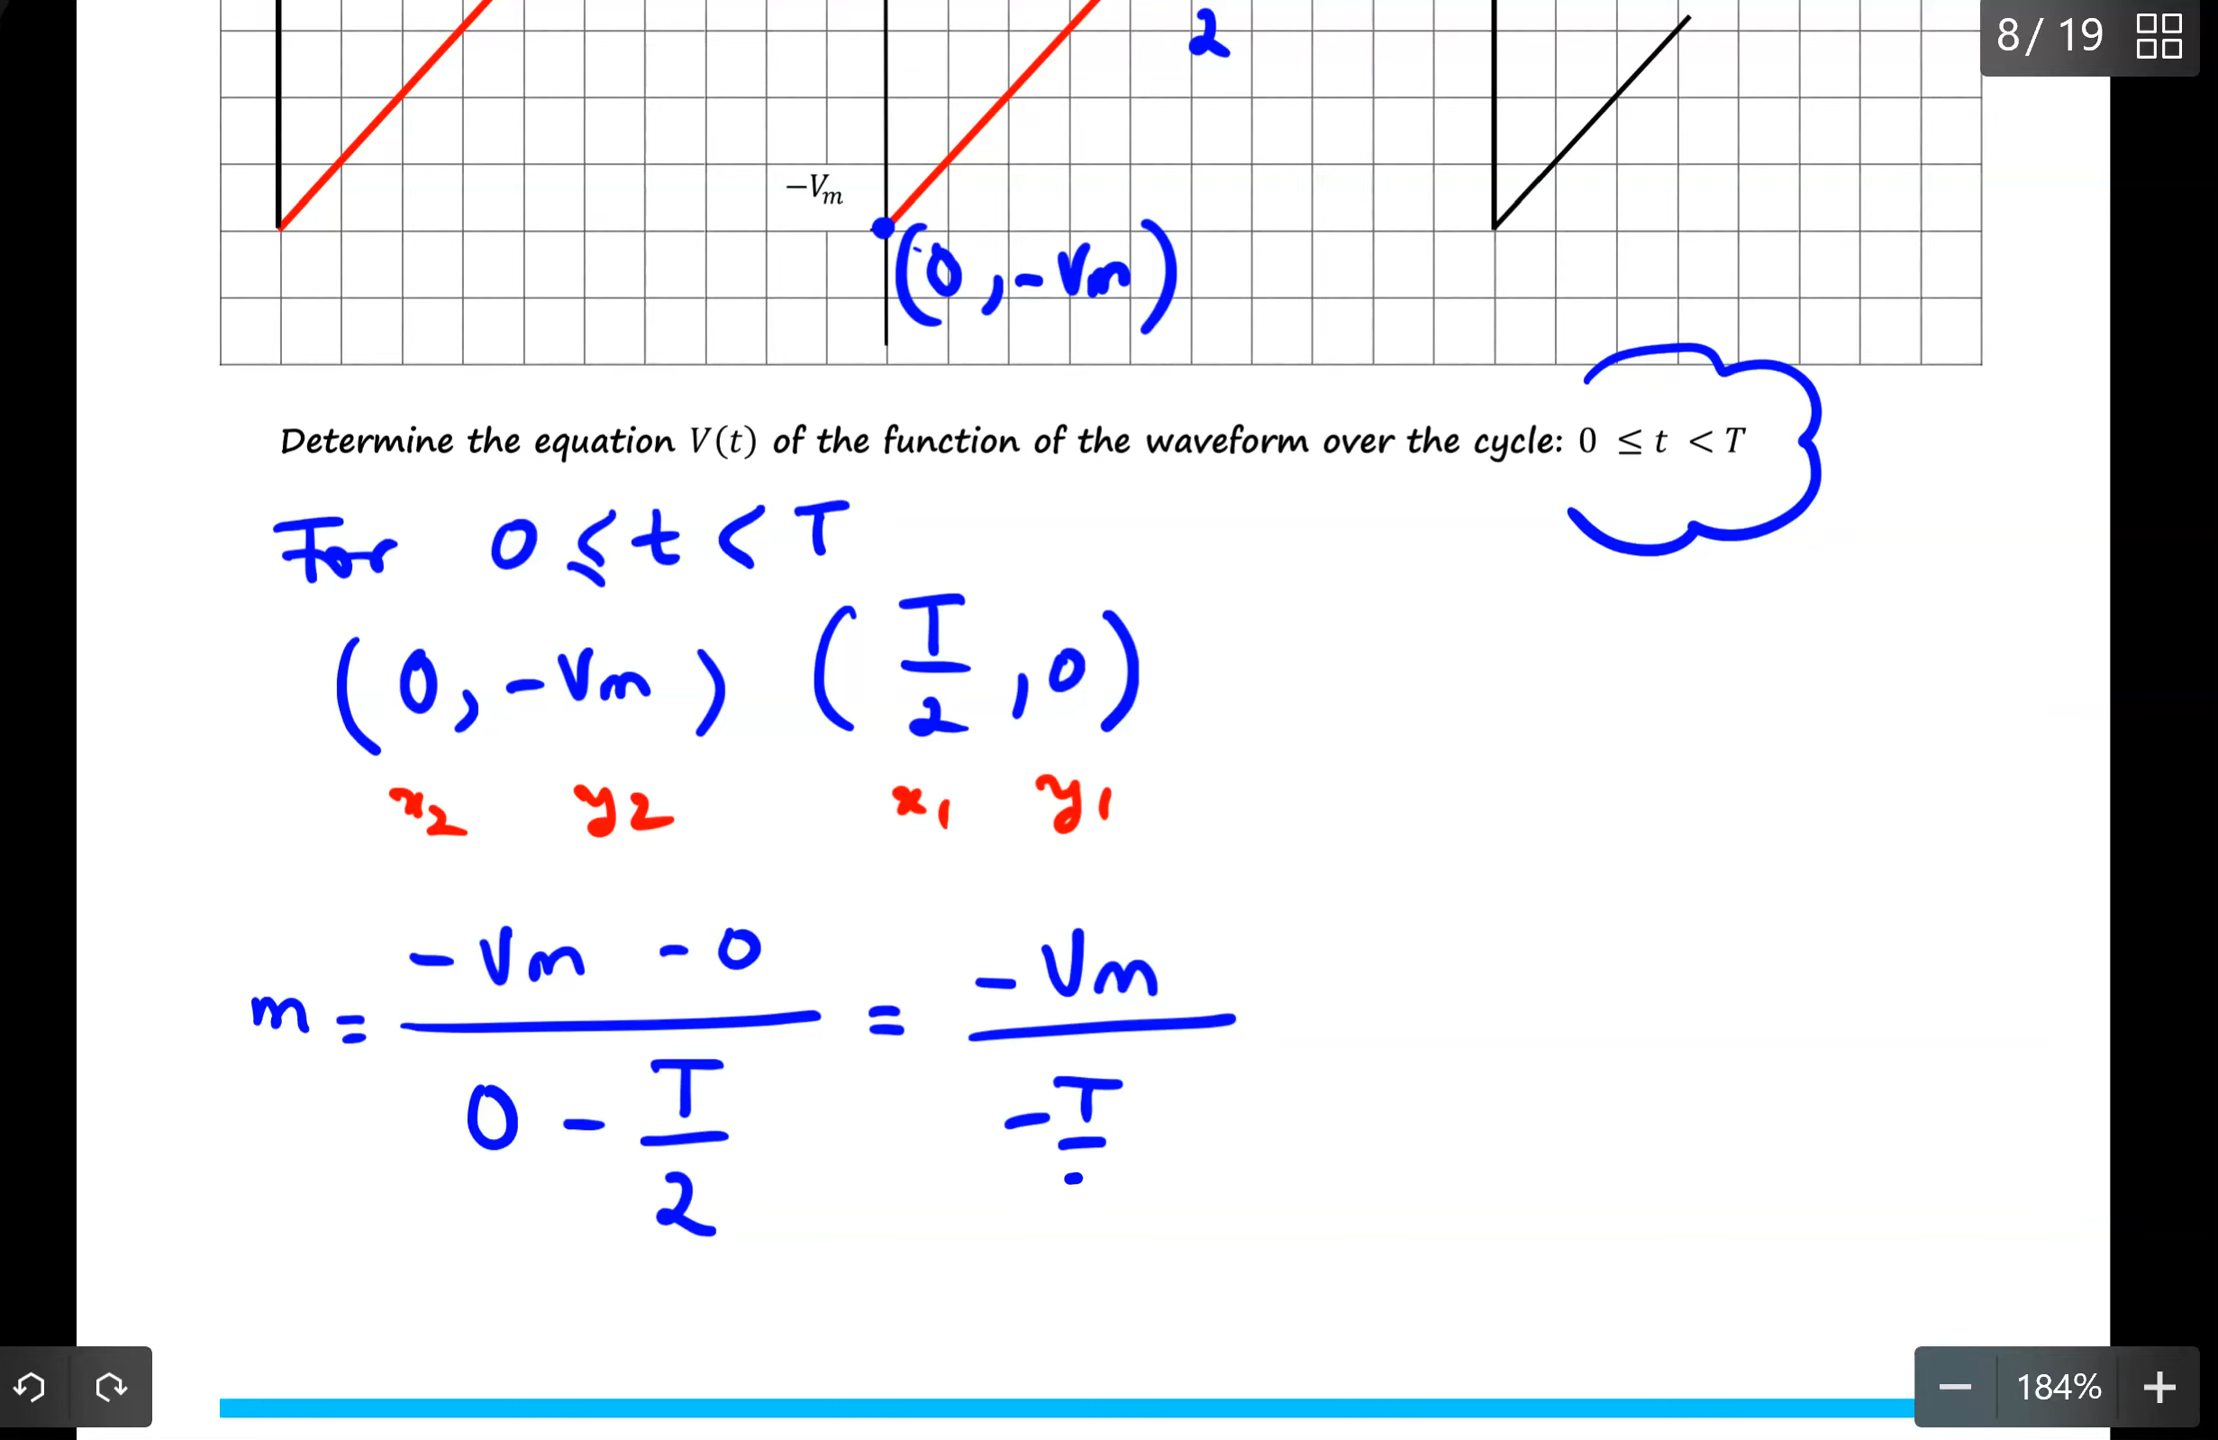 8/ 19
2
−Vm
(0, -Vm)
Determine the equation V(t) of the function of the waveform over the cycle: 0 ≤ t < T
For 0 ≤ t < T
(0, -Vm) (T/2, 0)
x2 y2 x1 y1
m = (-Vm - 0)/(0 - T/2) = -Vm/-T
184%